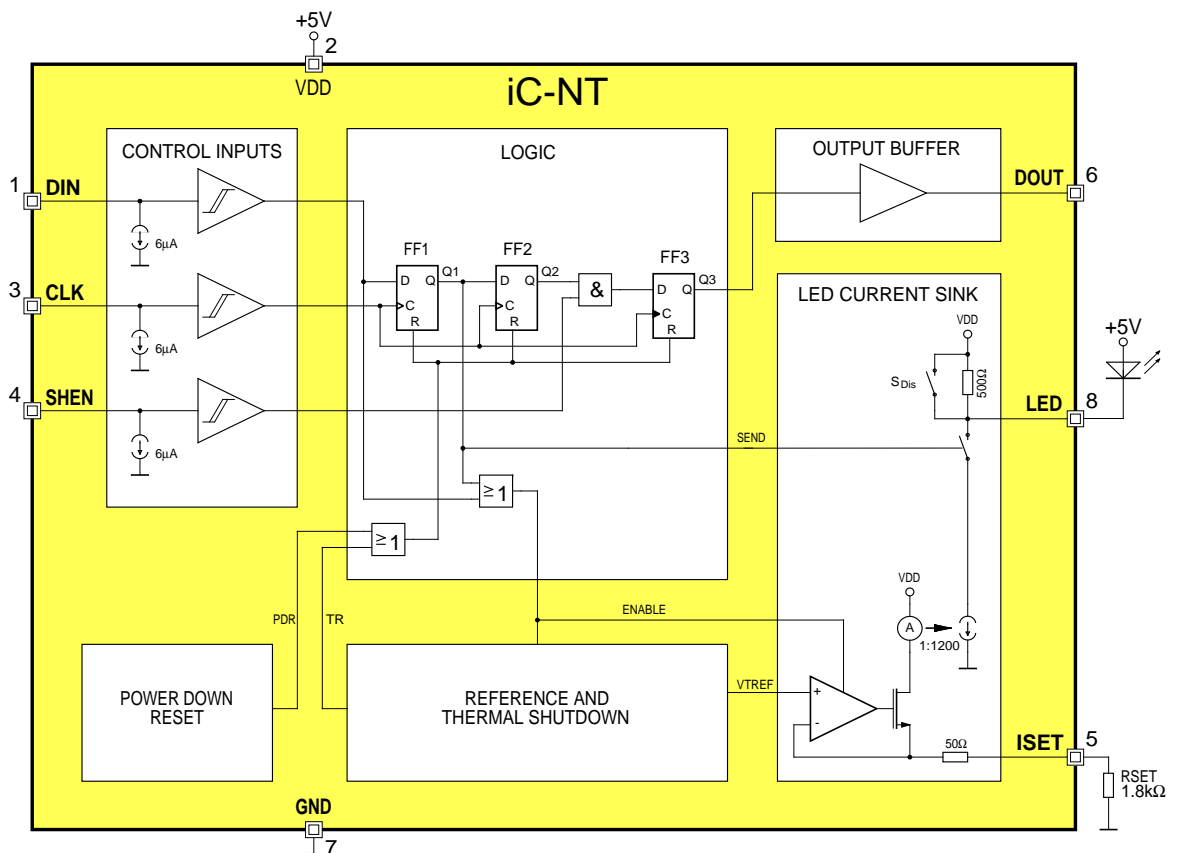 +5V
2
VDD
iC-NT
CONTROL INPUTS
LOGIC
OUTPUT BUFFER
1
DIN
DOUT
6
6µA
FF1
FF2
FF3
D
Q
C
R
Q1
D
Q
C
R
Q2
&
D
Q
C
R
Q3
3
CLK
6µA
LED CURRENT SINK
VDD
+5V
S Dis
500Ω
4
SHEN
LED
8
6µA
SEND
≥1
≥1
PDR
TR
ENABLE
VDD
A
1:1200
POWER DOWN
RESET
REFERENCE AND
THERMAL SHUTDOWN
VTREF
+
-
50Ω
ISET
5
RSET
1.8kΩ
GND
7